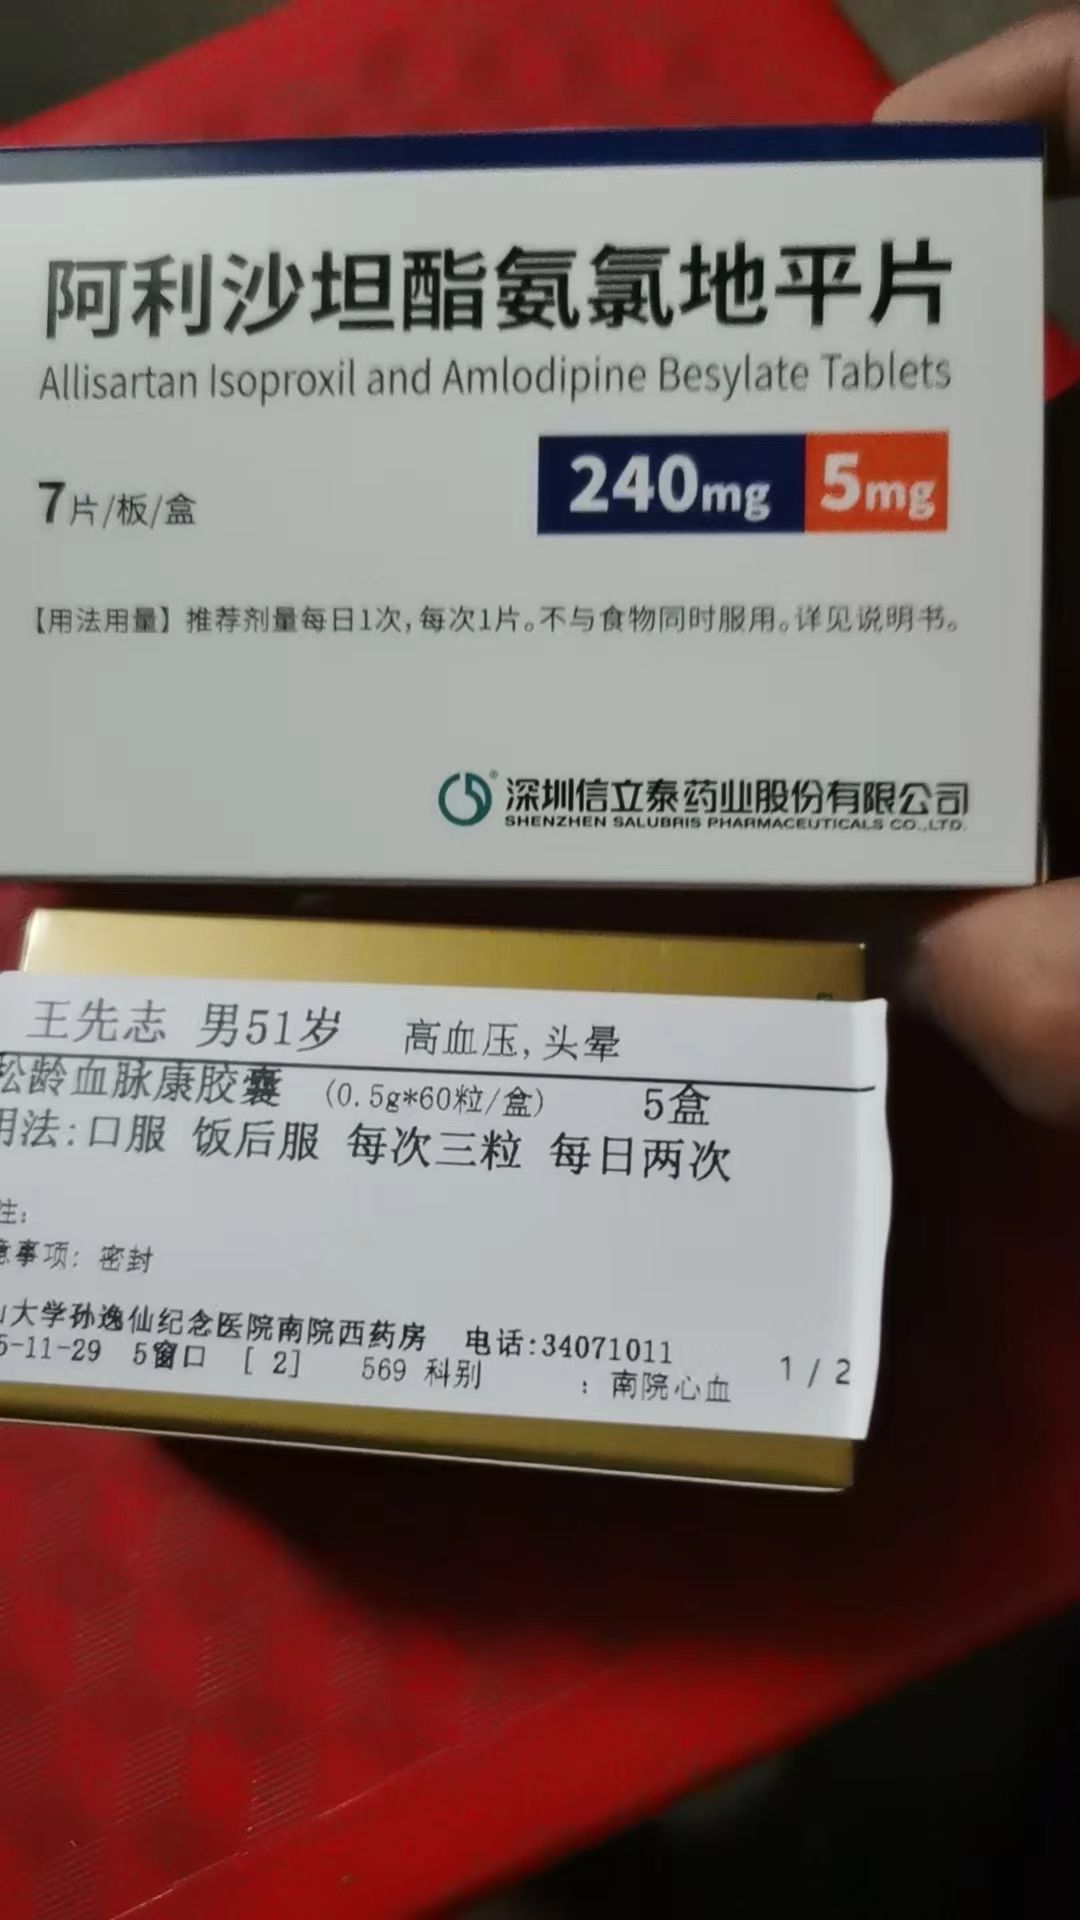 阿利沙坦酯氨氯地平片
Allisartan Isoproxil and Amlodipine Besylate Tablets
240mg 5mg
7片/板/盒
【用法用量】推荐剂量每日1次,每次1片。不与食物同时服用。详见说明书。
深圳信立泰药业股份有限公司
SHENZHEN SALUBRIS PHARMACEUTICALS CO.,LTD.
王先志 男51岁 高血压,头晕
松龄血脉康胶囊 (0.5g*60粒/盒) 5盒
用法:口服 饭后服 每次三粒 每日两次
注:
意事项: 密封
山大学孙逸仙纪念医院南院西药房 电话:34071011
5-11-29 5窗口 [ 2] 569 科别 : 南院心血 1/2